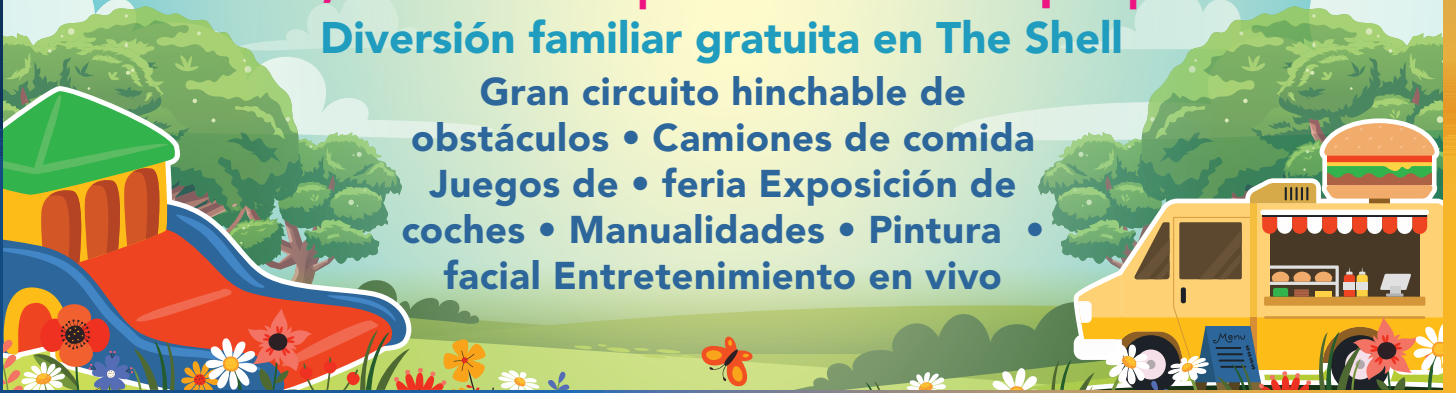 Diversión familiar gratuita en The Shell
Gran circuito hinchable de
obstáculos • Camiones de comida
Juegos de • feria Exposición de
coches • Manualidades • Pintura •
facial Entretenimiento en vivo
Menu